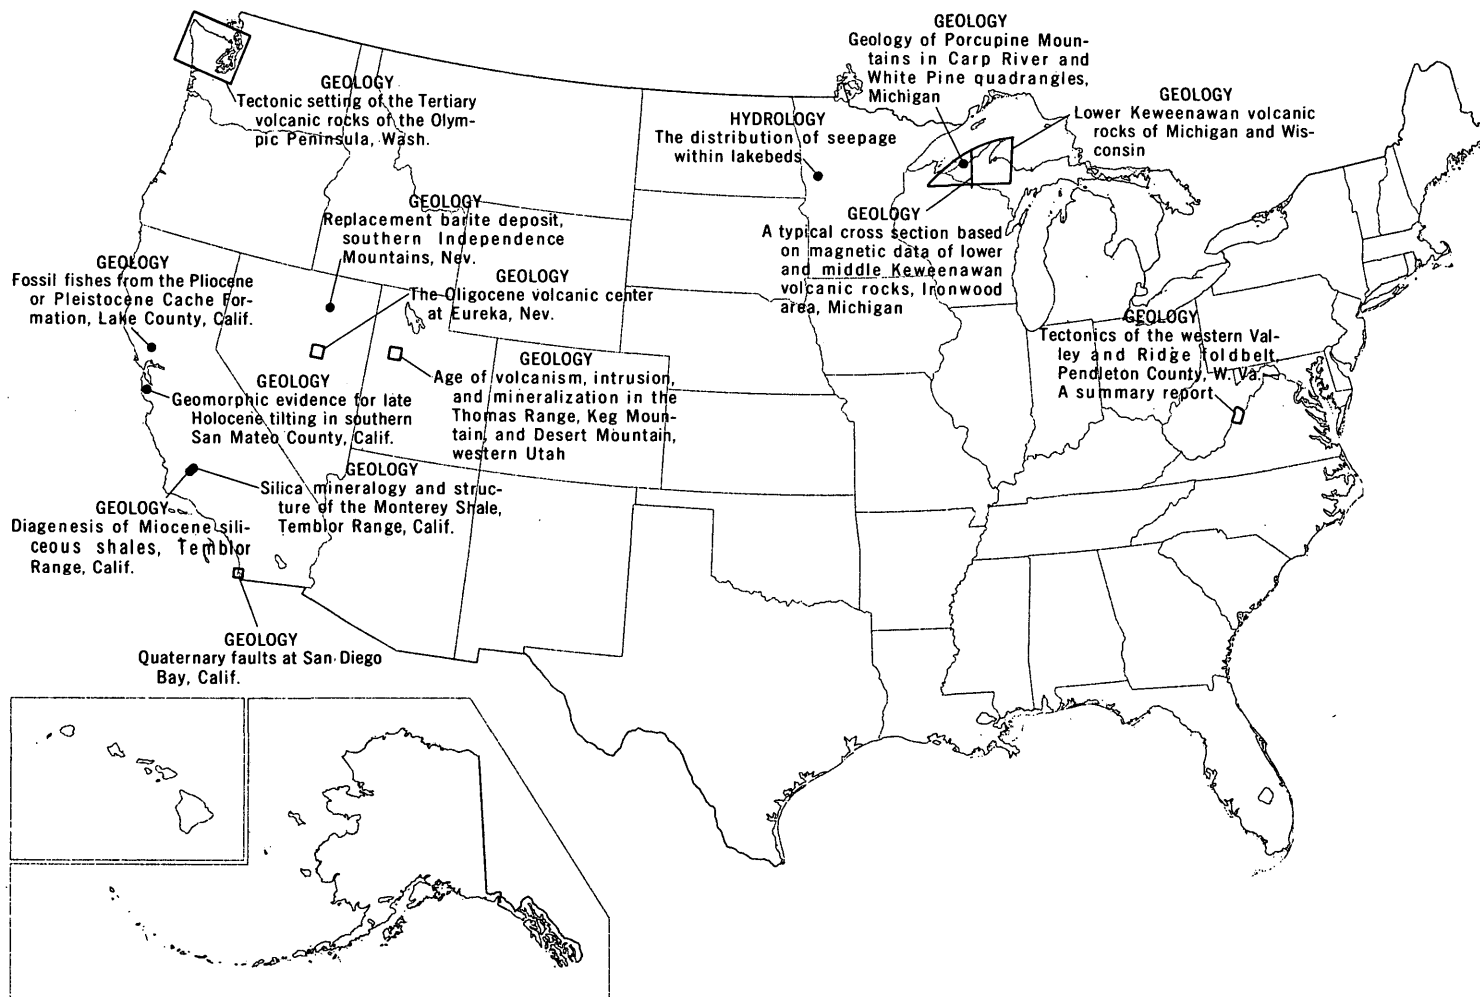 GEOLOGY
Tectonic setting of the Tertiary
volcanic rocks of the Olym-
pic Peninsula, Wash.
GEOLOGY
Geology of Porcupine Moun-
tains in Carp River and
White Pine quadrangles,
Michigan
GEOLOGY
Lower Keweenawan volcanic
rocks of Michigan and Wis-
consin
HYDROLOGY
The distribution of seepage
within lakebeds
GEOLOGY
Replacement barite deposit,
southern Independence
Mountains, Nev.
GEOLOGY
A typical cross section based
on magnetic data of lower
and middle Keweenawan
volcanic rocks, Ironwood
area, Michigan
GEOLOGY
Fossil fishes from the Pliocene
or Pleistocene Cache For-
mation, Lake County, Calif.
GEOLOGY
The Oligocene volcanic center
at Eureka, Nev.
GEOLOGY
Tectonics of the western Val-
ley and Ridge foldbelt,
Pendleton County, W. Va.—
A summary report
GEOLOGY
Age of volcanism, intrusion,
and mineralization in the
Thomas Range, Keg Moun-
tain, and Desert Mountain,
western Utah
GEOLOGY
Geomorphic evidence for late
Holocene tilting in southern
San Mateo County, Calif.
GEOLOGY
Silica mineralogy and struc-
ture of the Monterey Shale,
Temblor Range, Calif.
GEOLOGY
Diagenesis of Miocene sili-
ceous shales, Temblor
Range, Calif.
GEOLOGY
Quaternary faults at San Diego
Bay, Calif.